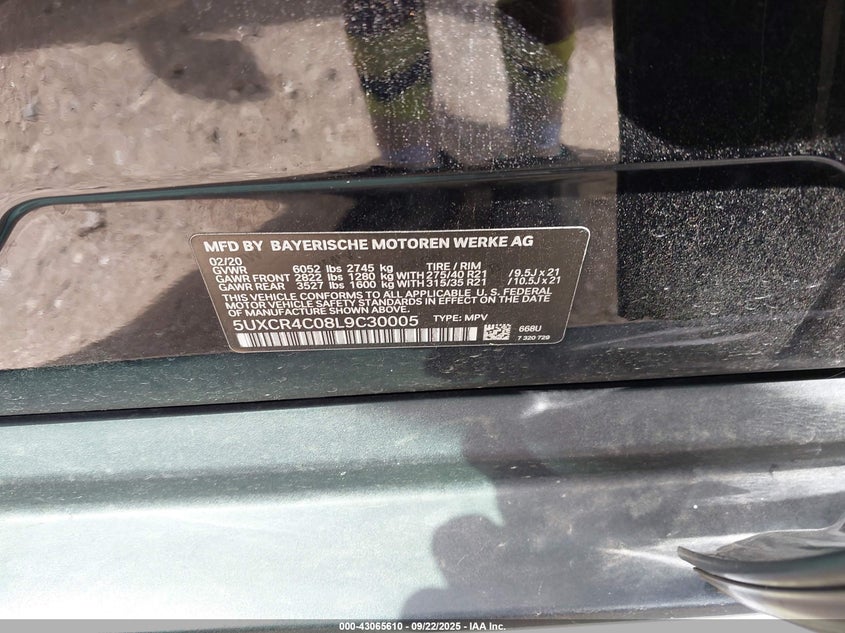 MFD BY BAYERISCHE MOTOREN WERKE AG
02/20 TIRE / RIM
GVWR 6052 lbs 2745 kg
GAWR FRONT 2822 lbs 1280 kg WITH 275/40 R21 /9.5J x 21
GAWR REAR 3527 lbs 1600 kg WITH 315/35 R21 /10.5J x 21
THIS VEHICLE CONFORMS TO ALL APPLICABLE U. S. FEDERAL
MOTOR VEHICLE SAFETY STANDARDS IN EFFECT ON THE
DATE OF MANUFACTURE SHOWN ABOVE.
5UXCR4C08L9C30005 TYPE: MPV
668U
7 320 729
000-43065610 - 09/22/2025 - IAA Inc.